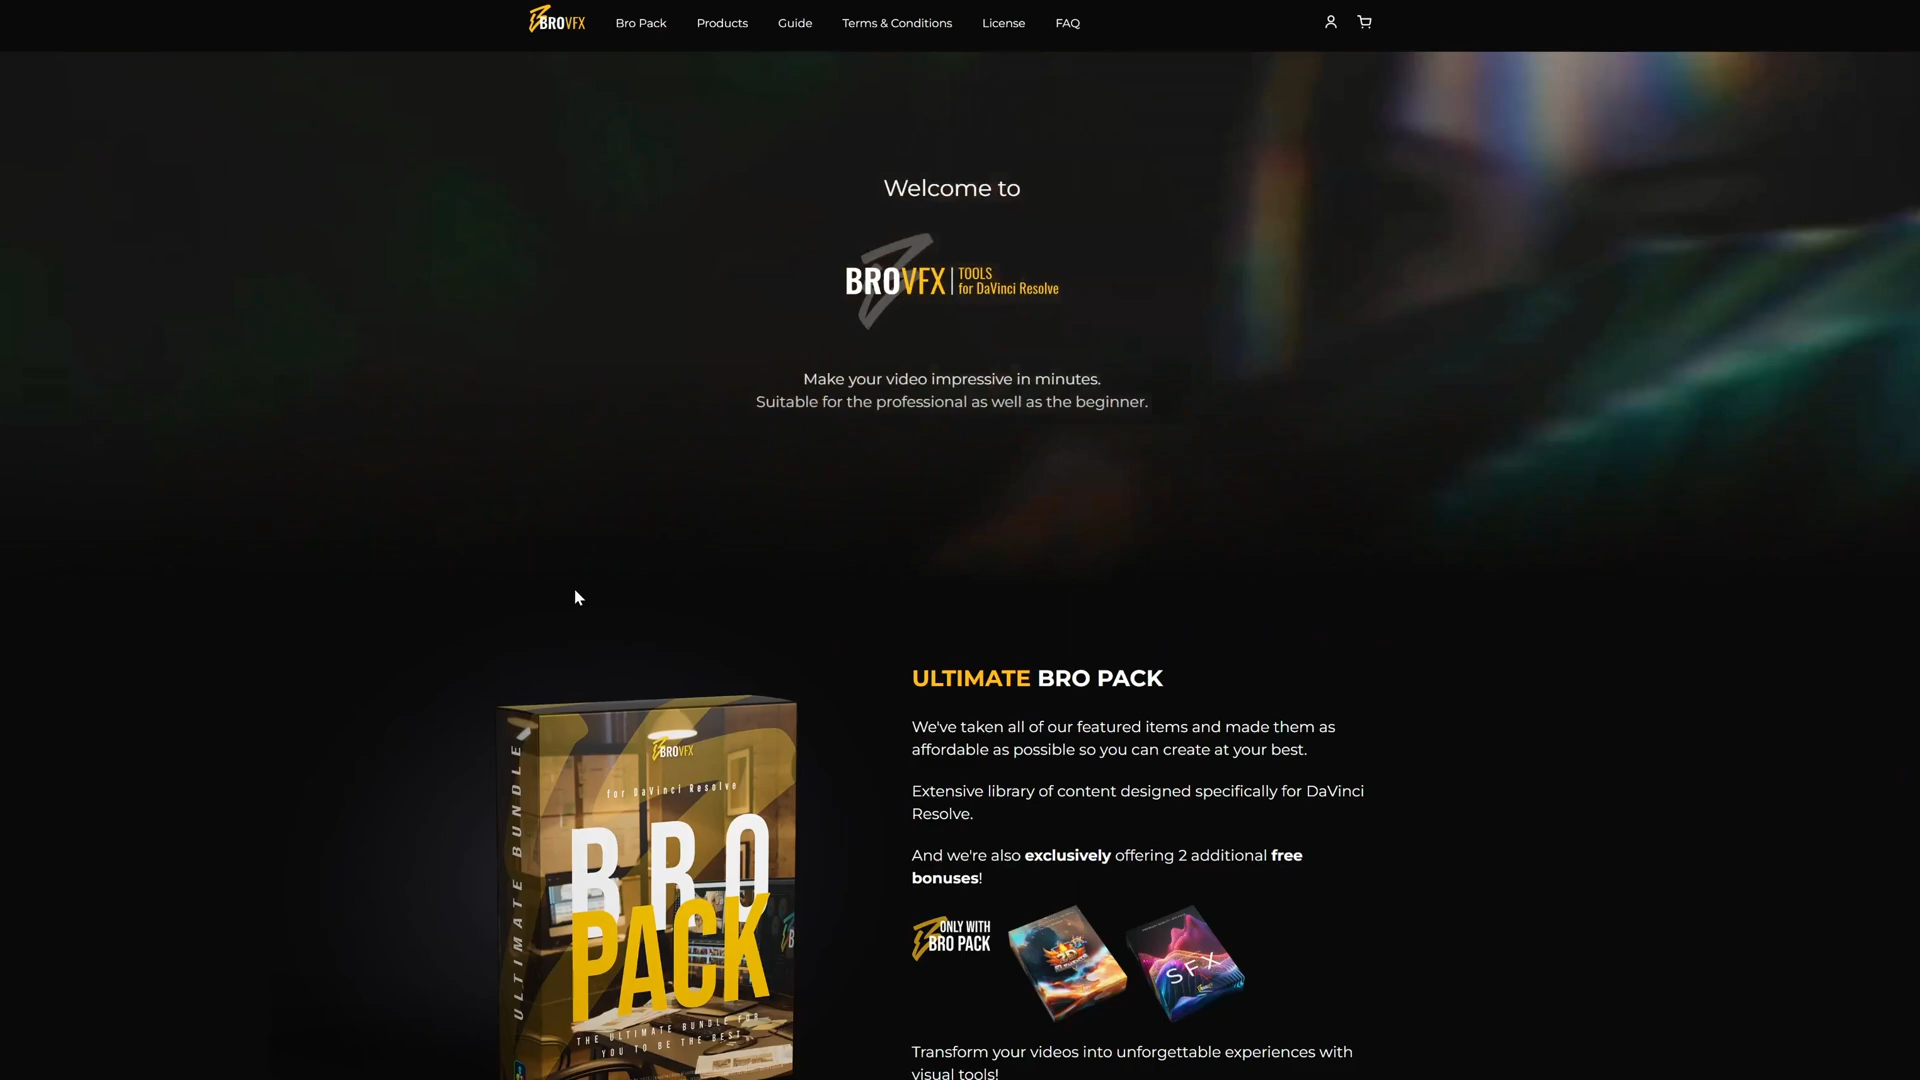 BROVFX
Bro Pack
Products
Guide
Terms & Conditions
License
FAQ
Welcome to
BROVFX
TOOLS
for DaVinci Resolve
Make your video impressive in minutes.
Suitable for the professional as well as the beginner.
ULTIMATE BRO PACK
We've taken all of our featured items and made them as
affordable as possible so you can create at your best.
Extensive library of content designed specifically for DaVinci
Resolve.
And we're also exclusively offering 2 additional free
bonuses!
ONLY WITH
BRO PACK
SFX
Transform your videos into unforgettable experiences with
visual tools!
ULTIMATE BUNDLE
BROVFX
for DaVinci Resolve
BRO
PACK
THE ULTIMATE BUNDLE FOR
YOU TO BE THE BEST